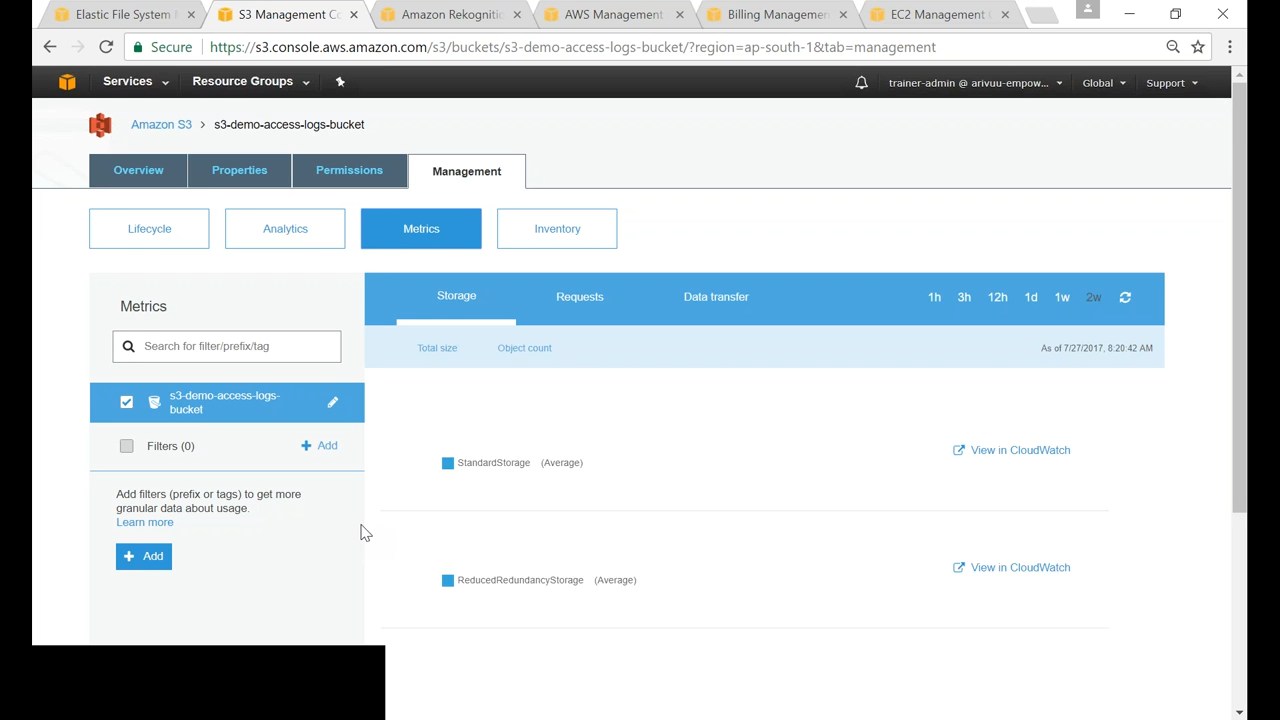 Elastic File System
S3 Management Co
Amazon Rekognitio
AWS Management
Billing Management
EC2 Management C
Secure
https://s3.console.aws.amazon.com/s3/buckets/s3-demo-access-logs-bucket/?region=ap-south-1&tab=management
Services
Resource Groups
trainer-admin @ arivuu-empow...
Global
Support
Amazon S3 > s3-demo-access-logs-bucket
Overview
Properties
Permissions
Management
Lifecycle
Analytics
Metrics
Inventory
Metrics
Search for filter/prefix/tag
s3-demo-access-logs-
bucket
Filters (0)
+ Add
Add filters (prefix or tags) to get more
granular data about usage.
Learn more
+ Add
Storage
Requests
Data transfer
1h 3h 12h 1d 1w 2w
Total size
Object count
As of 7/27/2017, 8:20:42 AM
View in CloudWatch
StandardStorage (Average)
View in CloudWatch
ReducedRedundancyStorage (Average)